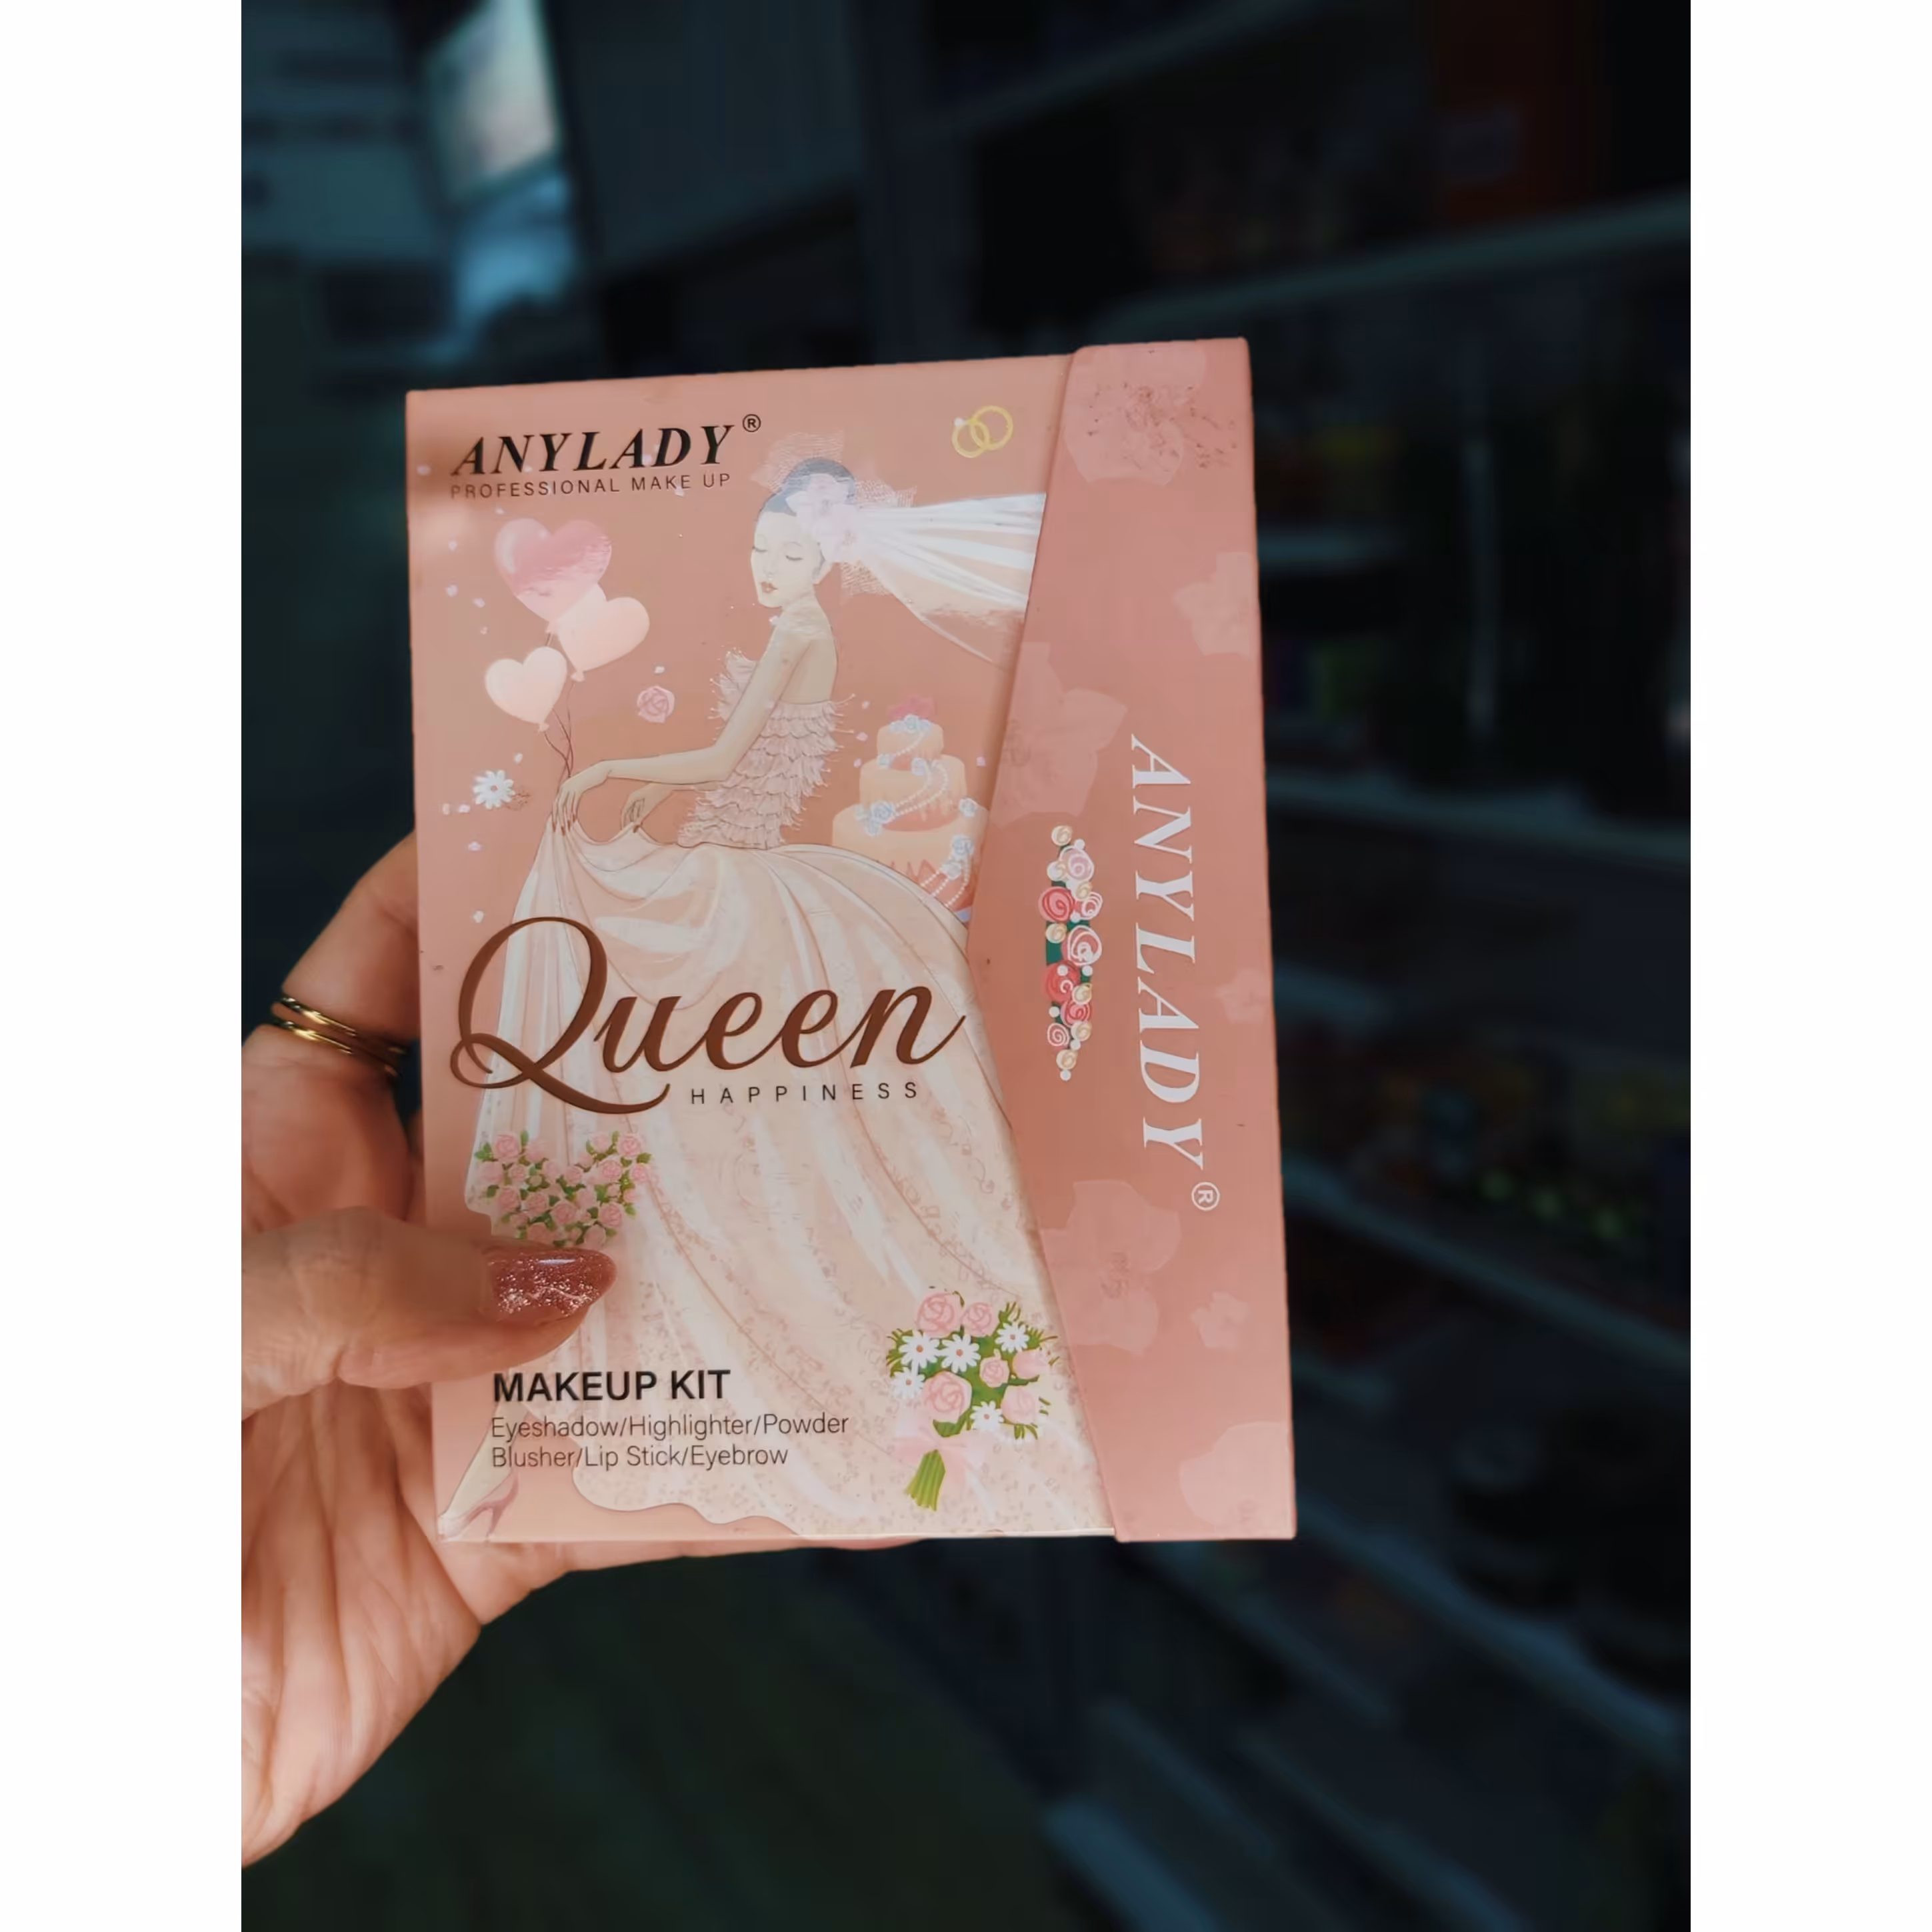 ANYLADY®
PROFESSIONAL MAKE UP
Queen
HAPPINESS
MAKEUP KIT
Eyeshadow/Highlighter/Powder
Blusher/Lip Stick/Eyebrow
ANYLADY®